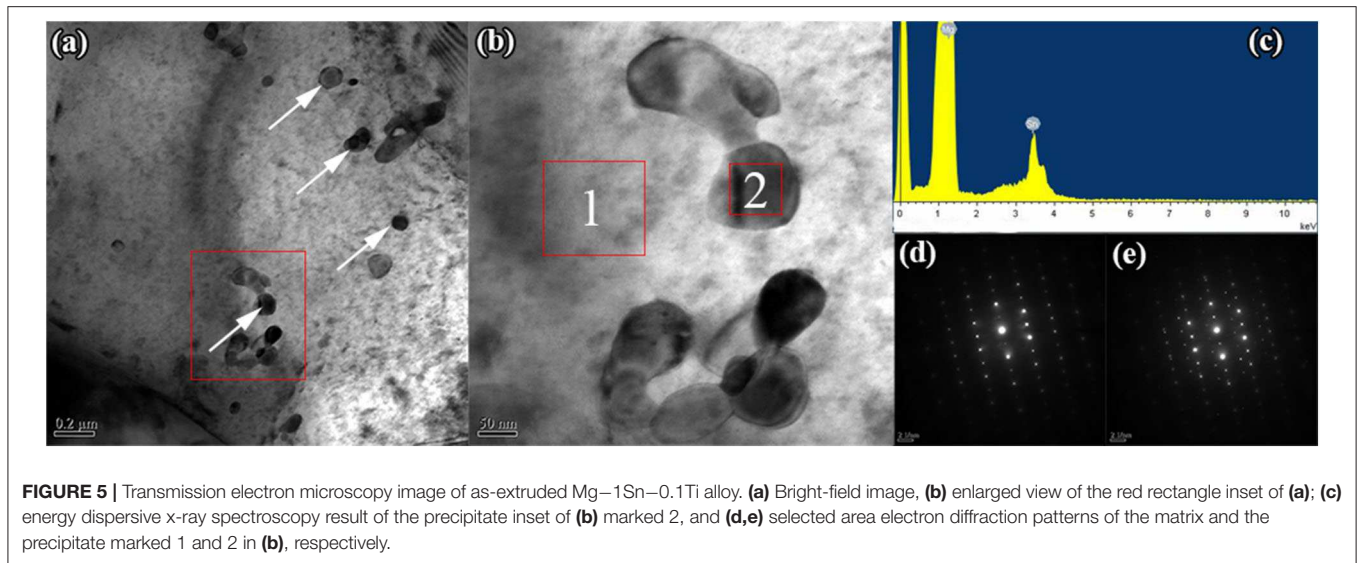 (a)
0.2 µm
(b)
1
2
50 nm
(c)
0 1 2 3 4 5 6 7 8 9 10
keV
(d)
(e)
FIGURE 5 | Transmission electron microscopy image of as-extruded Mg–1Sn–0.1Ti alloy. (a) Bright-field image, (b) enlarged view of the red rectangle inset of (a); (c)
energy dispersive x-ray spectroscopy result of the precipitate inset of (b) marked 2, and (d,e) selected area electron diffraction patterns of the matrix and the
precipitate marked 1 and 2 in (b), respectively.